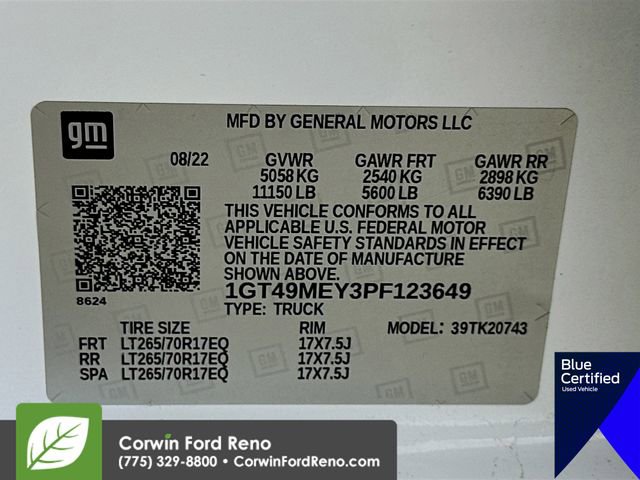 gm
MFD BY GENERAL MOTORS LLC
08/22 GVWR GAWR FRT GAWR RR
5058 KG 2540 KG 2898 KG
11150 LB 5600 LB 6390 LB
THIS VEHICLE CONFORMS TO ALL
APPLICABLE U.S. FEDERAL MOTOR
VEHICLE SAFETY STANDARDS IN EFFECT
ON THE DATE OF MANUFACTURE
SHOWN ABOVE.
8624
1GT49MEY3PF123649
TYPE: TRUCK
TIRE SIZE RIM MODEL: 39TK20743
FRT LT265/70R17EQ 17X7.5J
RR LT265/70R17EQ 17X7.5J
SPA LT265/70R17EQ 17X7.5J
Blue
Certified
Used Vehicle
Corwin Ford Reno
(775) 329-8800 • CorwinFordReno.com